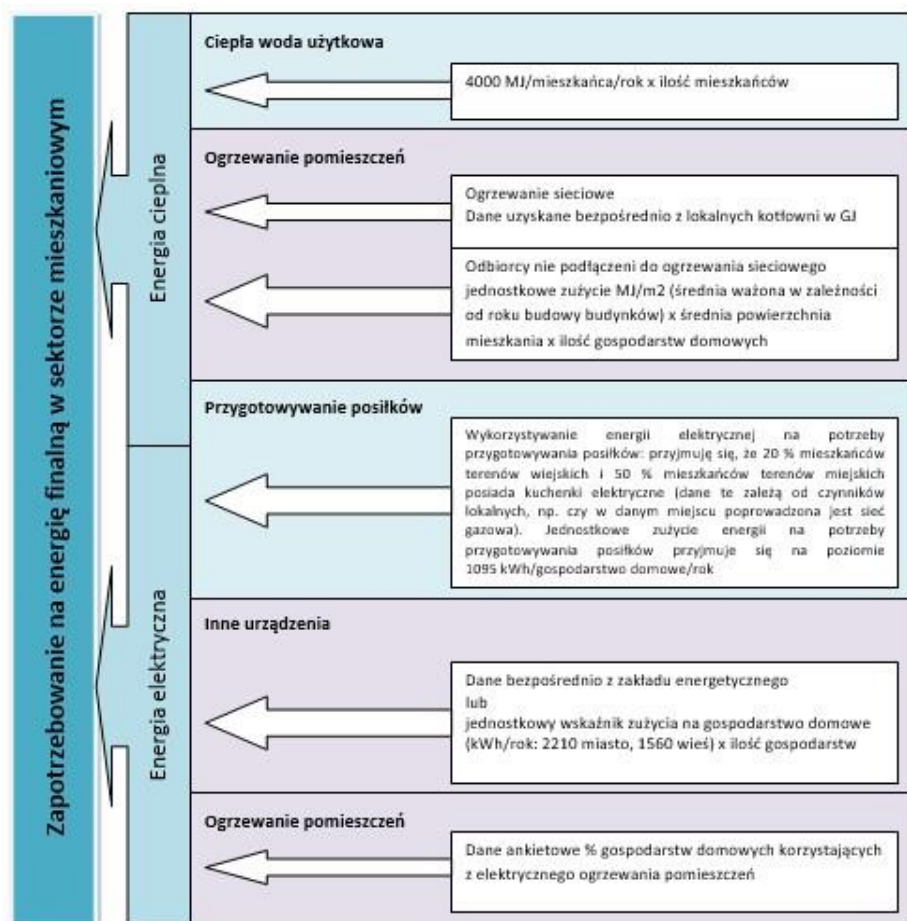 Zapotrzebowanie na energię finalną w sektorze mieszkaniowym
Energia cieplna
Ciepła woda użytkowa
4000 MJ/mieszkańca/rok x ilość mieszkańców
Ogrzewanie pomieszczeń
Ogrzewanie sieciowe
Dane uzyskane bezpośrednio z lokalnych kotłowni w GJ
Odbiorcy nie podłączeni do ogrzewania sieciowego
jednostkowe zużycie MJ/m2 (średnia ważona w zależności
od roku budowy budynków) x średnia powierzchnia
mieszkania x ilość gospodarstw domowych
Przygotowywanie posiłków
Wykorzystywanie energii elektrycznej na potrzeby
przygotowywania posiłków: przyjmuję się, że 20 % mieszkańców
terenów wiejskich i 50 % mieszkańców terenów miejskich
posiada kuchenki elektryczne (dane te zależą od czynników
lokalnych, np. czy w danym miejscu poprowadzona jest sieć
gazowa). Jednostkowe zużycie energii na potrzeby
przygotowywania posiłków przyjmuje się na poziomie
1095 kWh/gospodarstwo domowe/rok
Energia elektryczna
Inne urządzenia
Dane bezpośrednio z zakładu energetycznego
lub
jednostkowy wskaźnik zużycia na gospodarstwo domowe
(kWh/rok: 2210 miasto, 1560 wieś) x ilość gospodarstw
Ogrzewanie pomieszczeń
Dane ankietowe % gospodarstw domowych korzystających
z elektrycznego ogrzewania pomieszczeń